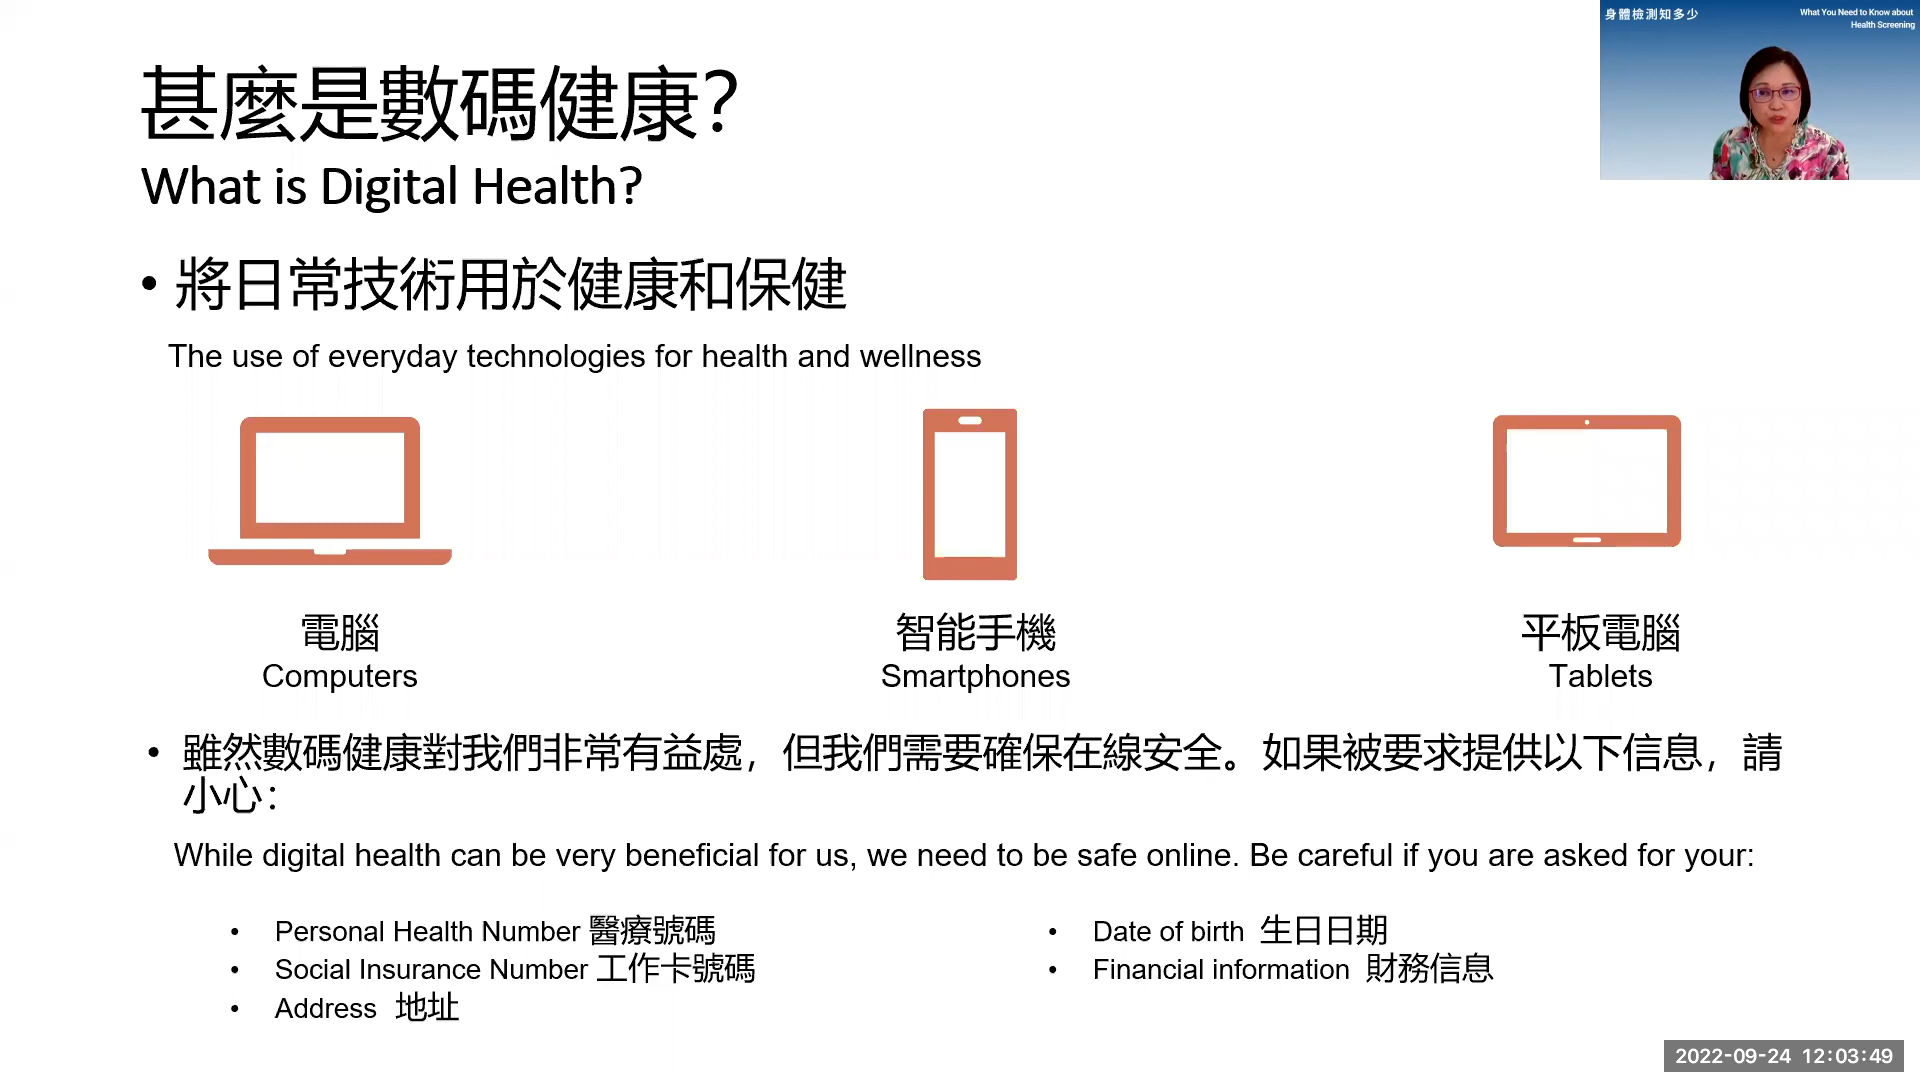 身體檢測知多少
What You Need to Know about
Health Screening
甚麼是數碼健康?
What is Digital Health?
• 將日常技術用於健康和保健
The use of everyday technologies for health and wellness
電腦
Computers
智能手機
Smartphones
平板電腦
Tablets
• 雖然數碼健康對我們非常有益處，但我們需要確保在線安全。如果被要求提供以下信息，請
小心：
While digital health can be very beneficial for us, we need to be safe online. Be careful if you are asked for your:
• Personal Health Number 醫療號碼
• Social Insurance Number 工作卡號碼
• Address 地址
• Date of birth 生日日期
• Financial information 財務信息
2022-09-24 12:03:49